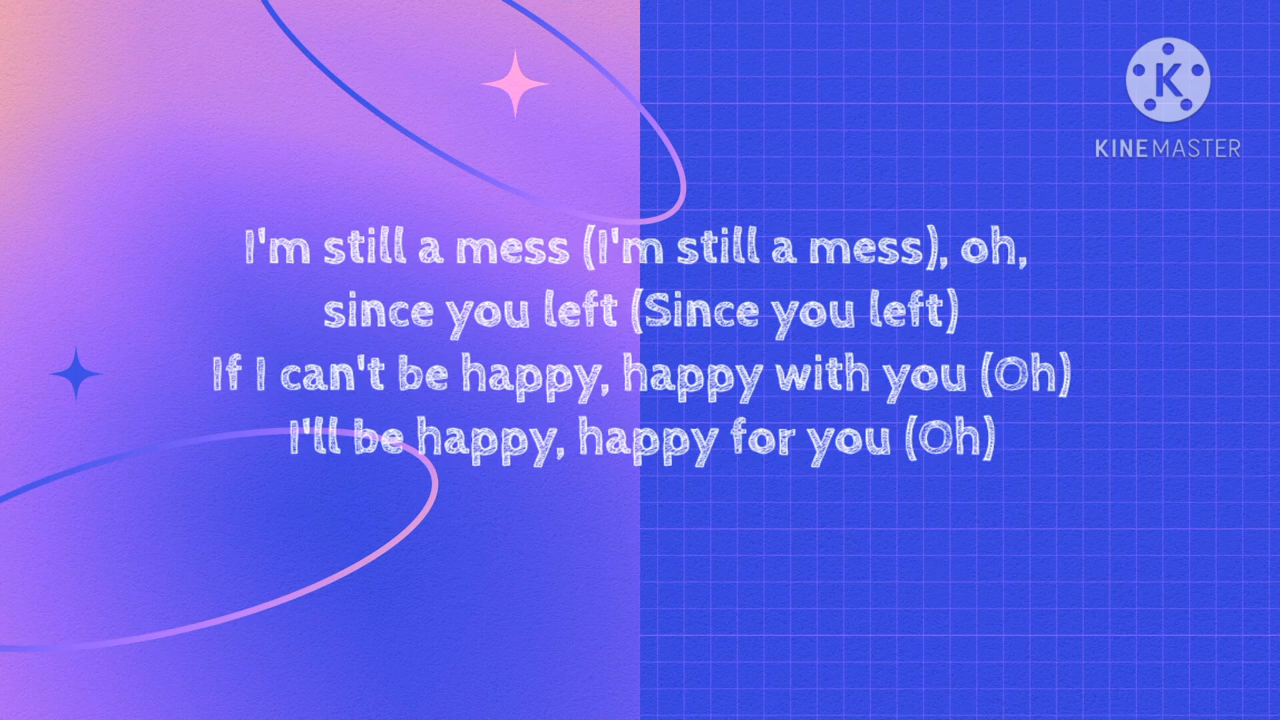 K
KINEMASTER
I'm still a mess (I'm still a mess), oh,
since you left (Since you left)
If I can't be happy, happy with you (Oh)
I'll be happy, happy for you (Oh)